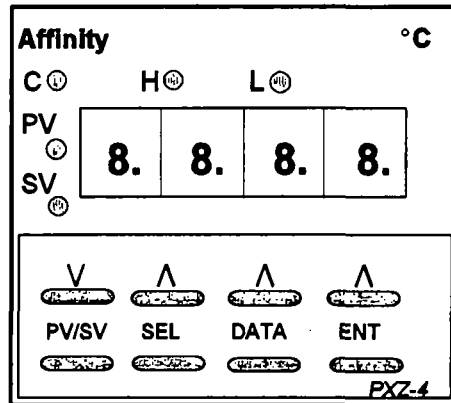 Affinity °C
C H L
PV
8. 8. 8. 8.
SV
V Λ Λ Λ
PV/SV SEL DATA ENT
PXZ-4